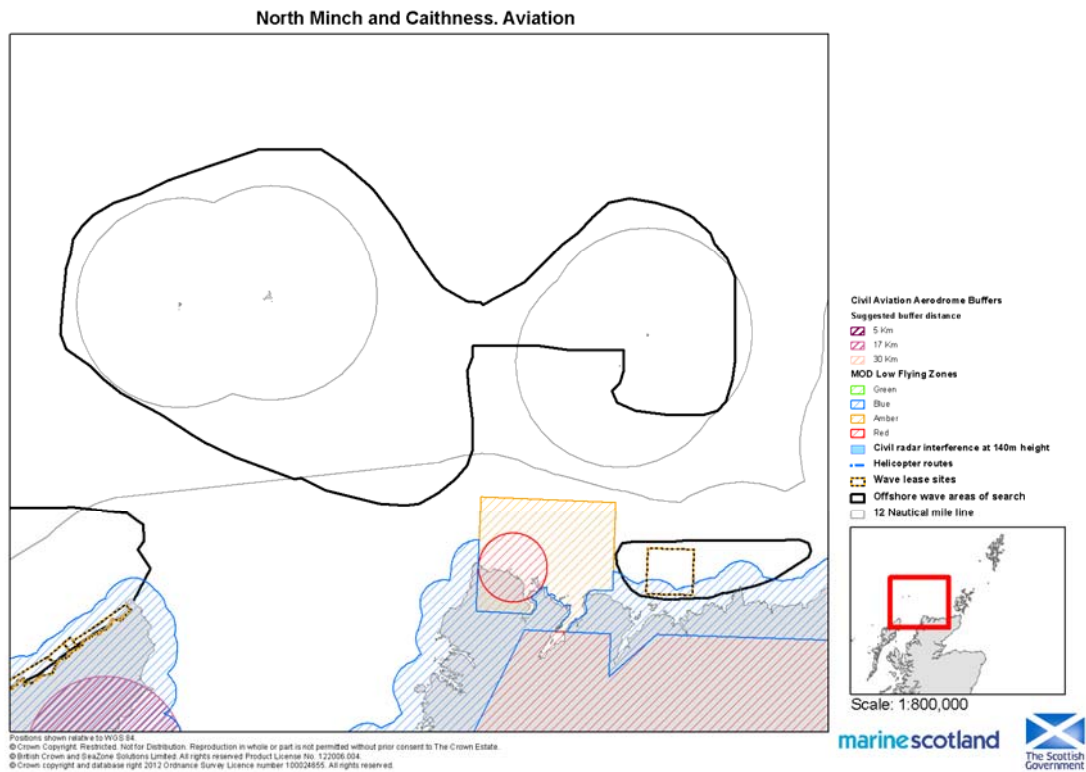 North Minch and Caithness. Aviation
Civil Aviation Aerodrome Buffers
Suggested buffer distance
5 Km
17 Km
30 Km
MOD Low Flying Zones
Green
Blue
Amber
Red
Civil radar interference at 140m height
Helicopter routes
Wave lease sites
Offshore wave areas of search
12 Nautical mile line
Scale: 1:800,000
Positions shown relative to WGS 84.
© Crown Copyright. Restricted. Not for Distribution. Reproduction in whole or part is not permitted without prior consent to The Crown Estate.
© British Crown and SeaZone Solutions Limited. All rights reserved Product License No. 122006.004.
© Crown copyright and database right 2012 Ordnance Survey Licence number 100024655. All rights reserved.
marinescotland
The Scottish
Government